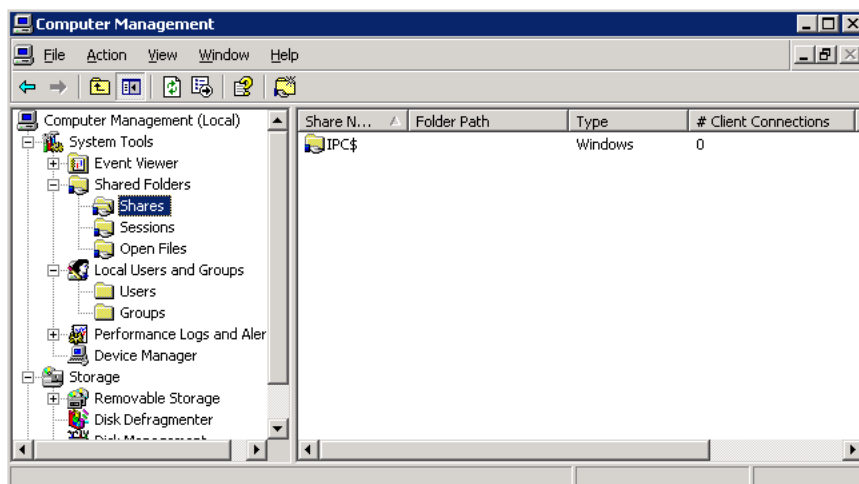 Computer Management
File Action View Window Help
Computer Management (Local)
System Tools
Event Viewer
Shared Folders
Shares
Sessions
Open Files
Local Users and Groups
Users
Groups
Performance Logs and Aler
Device Manager
Storage
Removable Storage
Disk Defragmenter
Disk Management
Share N... Folder Path Type # Client Connections
IPC$ Windows 0